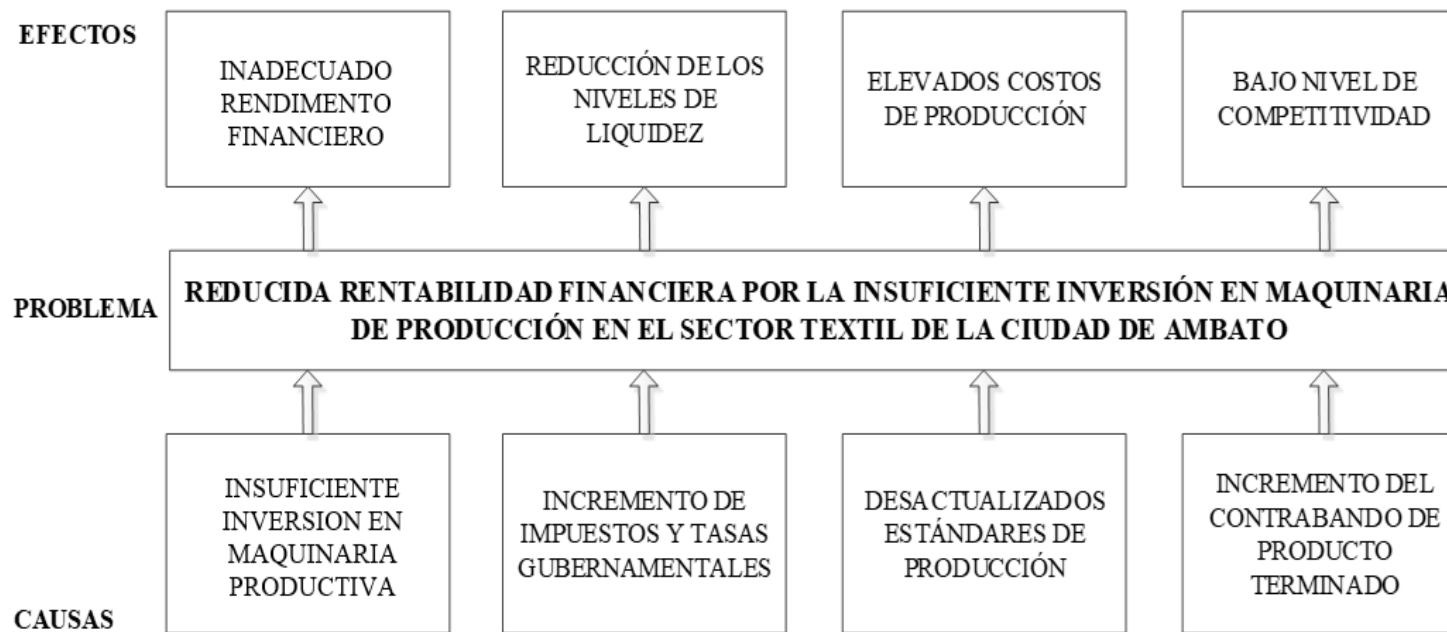 EFECTOS
INADECUADO
RENDIMENTO
FINANCIERO
REDUCCIÓN DE LOS
NIVELES DE
LIQUIDEZ
ELEVADOS COSTOS
DE PRODUCCIÓN
BAJO NIVEL DE
COMPETITIVIDAD
PROBLEMA
REDUCIDA RENTABILIDAD FINANCIERA POR LA INSUFICIENTE INVERSIÓN EN MAQUINARIA
DE PRODUCCIÓN EN EL SECTOR TEXTIL DE LA CIUDAD DE AMBATO
INSUFICIENTE
INVERSION EN
MAQUINARIA
PRODUCTIVA
INCREMENTO DE
IMPUESTOS Y TASAS
GUBERNAMENTALES
DESACTUALIZADOS
ESTÁNDARES DE
PRODUCCIÓN
INCREMENTO DEL
CONTRABANDO DE
PRODUCTO
TERMINADO
CAUSAS